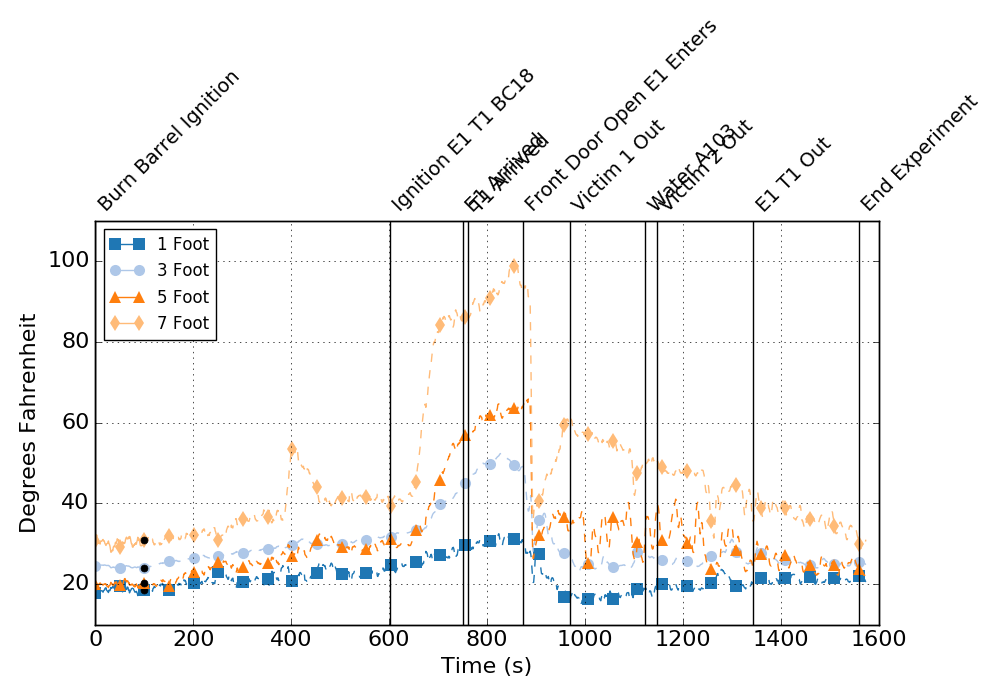 Burn Barrel Ignition
Ignition E1 T1 BC18
E1 Arrived
T1 Arrived
Front Door Open E1 Enters
Victim 1 Out
Water A103
Victim 2 Out
E1 T1 Out
End Experiment
1 Foot
3 Foot
5 Foot
7 Foot
Degrees Fahrenheit
100
80
60
40
20
0
200
400
600
800
1000
1200
1400
1600
Time (s)